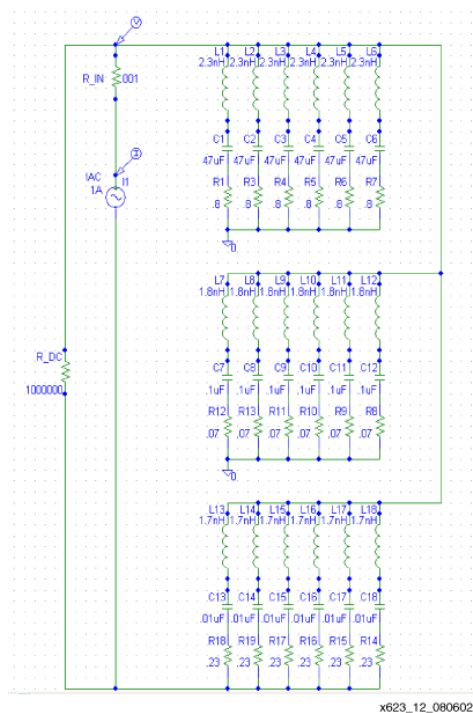 V
L1 L2 L3 L4 L5 L6
2.3nH 2.3nH 2.3nH 2.3nH 2.3nH 2.3nH
R_IN .001
C1 C2 C3 C4 C5 C6
47uF 47uF 47uF 47uF 47uF 47uF
I
IAC I1
1A
R1 R3 R4 R5 R6 R7
.8 .8 .8 .8 .8 .8
0
L7 L8 L9 L10 L11 L12
1.8nH 1.8nH 1.8nH 1.8nH 1.8nH 1.8nH
R_DC
1000000
C7 C8 C9 C10 C11 C12
.1uF .1uF .1uF .1uF .1uF .1uF
R12 R13 R11 R10 R9 R8
.07 .07 .07 .07 .07 .07
0
L13 L14 L15 L16 L17 L18
1.7nH 1.7nH 1.7nH 1.7nH 1.7nH 1.7nH
C13 C14 C15 C16 C17 C18
.01uF .01uF .01uF .01uF .01uF .01uF
R18 R19 R17 R16 R15 R14
.23 .23 .23 .23 .23 .23
x623_12_080602